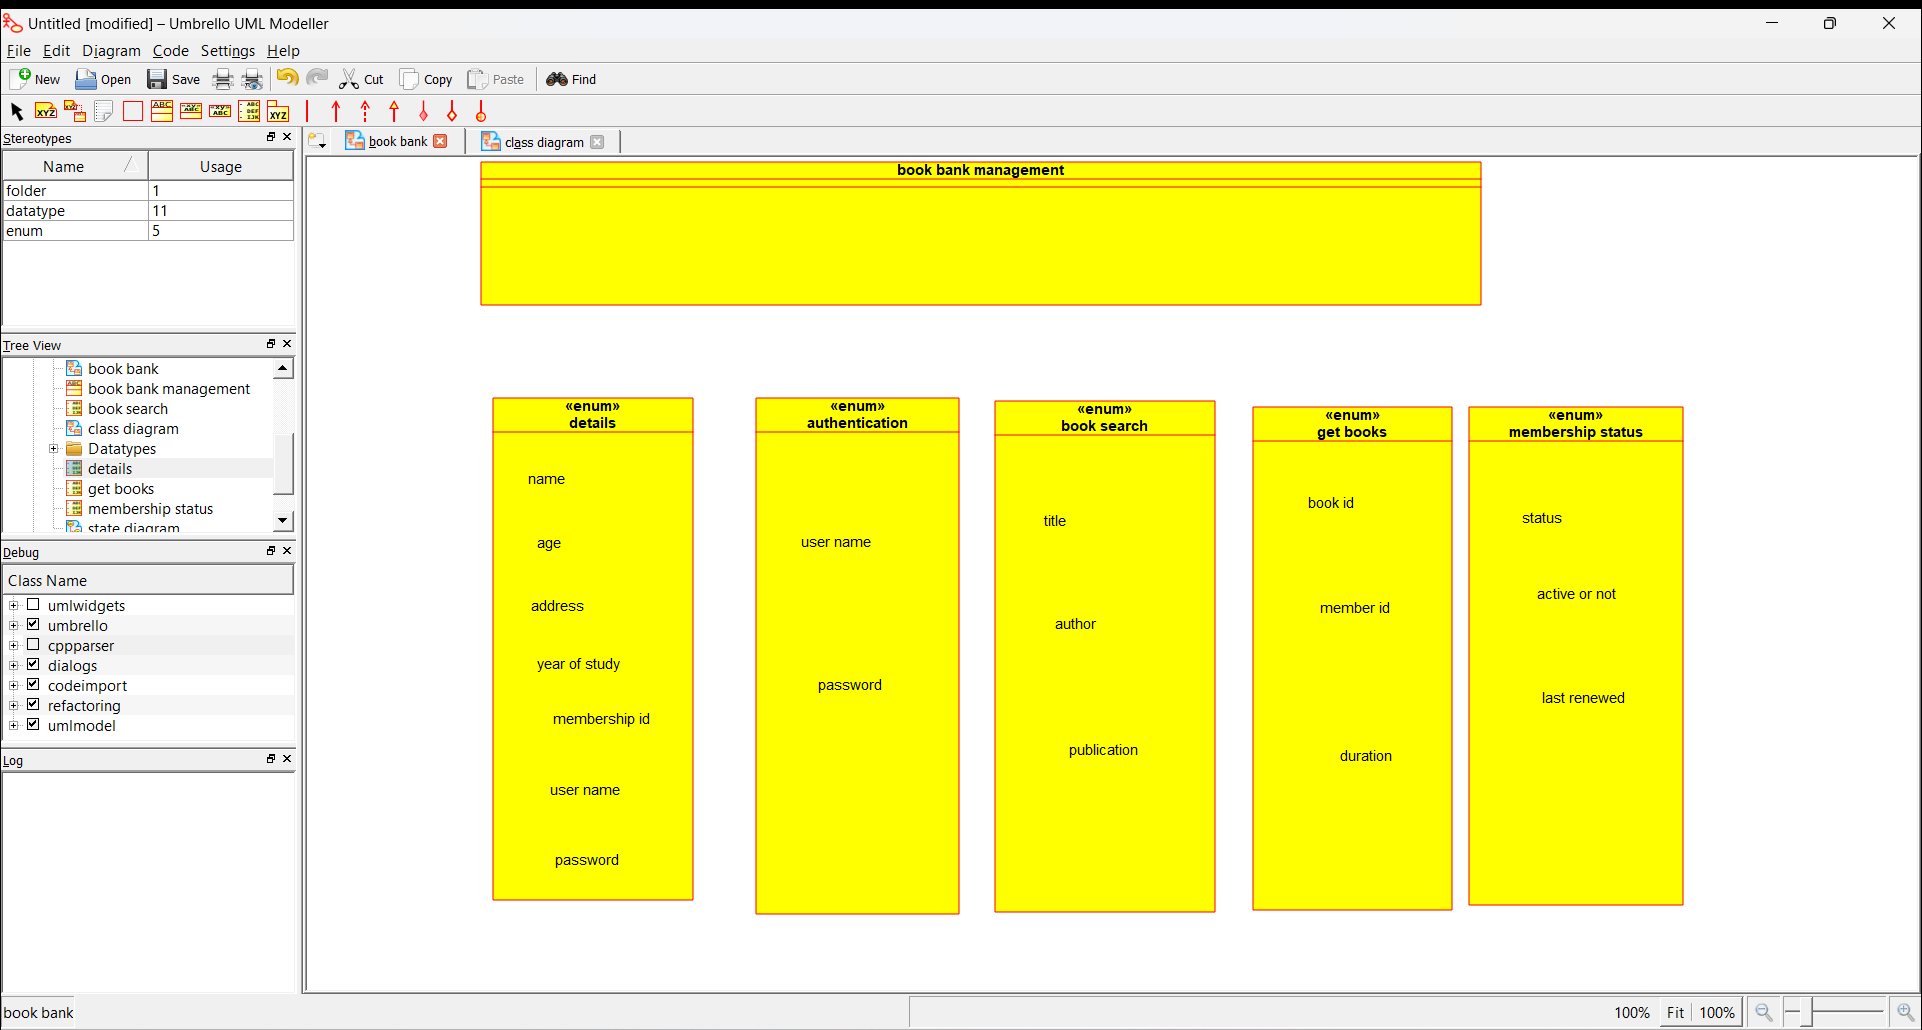 Untitled [modified] – Umbrello UML Modeller
File Edit Diagram Code Settings Help
New Open Save Cut Copy Paste Find
Stereotypes
Name Usage
folder 1
datatype 11
enum 5
Tree View
book bank
book bank management
book search
class diagram
Datatypes
details
get books
membership status
state diagram
Debug
Class Name
umlwidgets
umbrello
cppparser
dialogs
codeimport
refactoring
umlmodel
Log
book bank class diagram
book bank management
«enum»
details
name
age
address
year of study
membership id
user name
password
«enum»
authentication
user name
password
«enum»
book search
title
author
publication
«enum»
get books
book id
member id
duration
«enum»
membership status
status
active or not
last renewed
book bank
100% Fit 100%